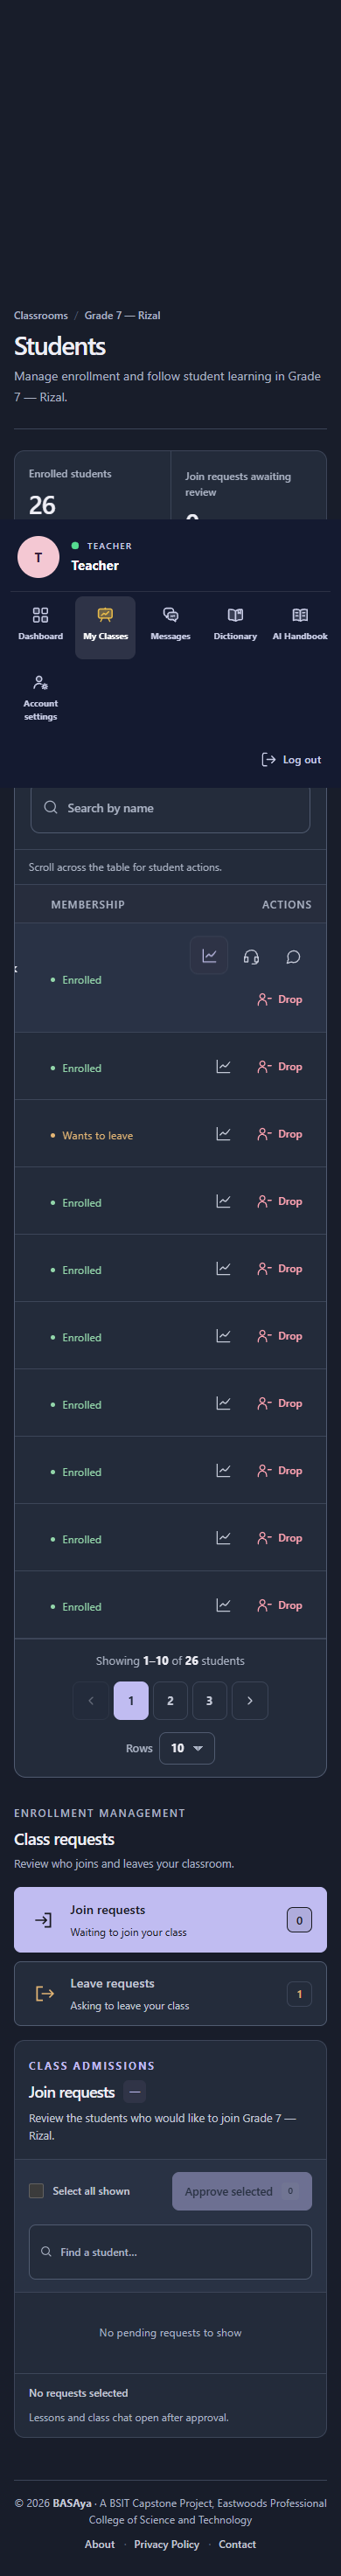 Classrooms / Grade 7 — Rizal
Students
Manage enrollment and follow student learning in Grade
7 — Rizal.
Enrolled students
26
Join requests awaiting
review
T
TEACHER
Teacher
Dashboard
My Classes
Messages
Dictionary
AI Handbook
Account
settings
Log out
Search by name
Scroll across the table for student actions.
MEMBERSHIP ACTIONS
Enrolled
Drop
Enrolled Drop
Wants to leave Drop
Enrolled Drop
Enrolled Drop
Enrolled Drop
Enrolled Drop
Enrolled Drop
Enrolled Drop
Enrolled Drop
Showing 1–10 of 26 students
1 2 3
Rows 10
ENROLLMENT MANAGEMENT
Class requests
Review who joins and leaves your classroom.
Join requests
Waiting to join your class
0
Leave requests
Asking to leave your class
1
CLASS ADMISSIONS
Join requests —
Review the students who would like to join Grade 7 —
Rizal.
Select all shown
Approve selected 0
Find a student...
No pending requests to show
No requests selected
Lessons and class chat open after approval.
© 2026 BASAya · A BSIT Capstone Project, Eastwoods Professional
College of Science and Technology
About · Privacy Policy · Contact